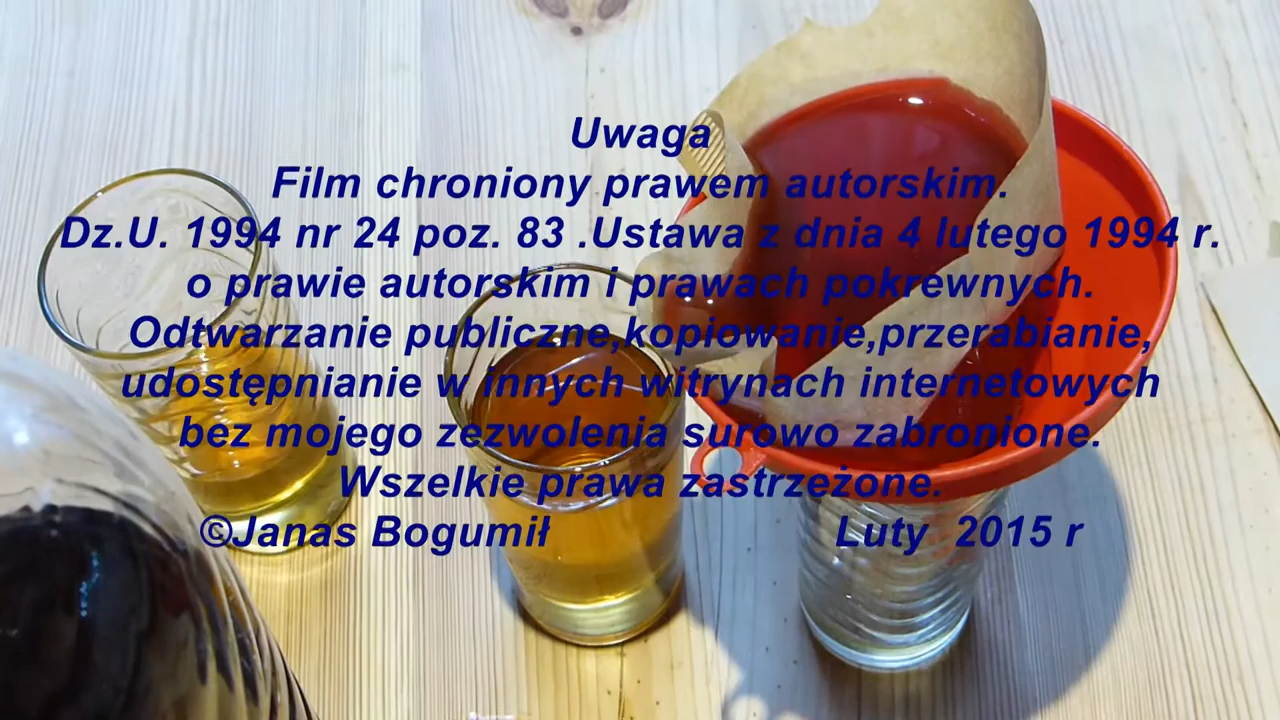 Uwaga
Film chroniony prawem autorskim.
Dz.U. 1994 nr 24 poz. 83 .Ustawa z dnia 4 lutego 1994 r.
o prawie autorskim i prawach pokrewnych.
Odtwarzanie publiczne,kopiowanie,przerabianie,
udostępnianie w innych witrynach internetowych
bez mojego zezwolenia surowo zabronione.
Wszelkie prawa zastrzeżone.
©Janas Bogumił Luty 2015 r